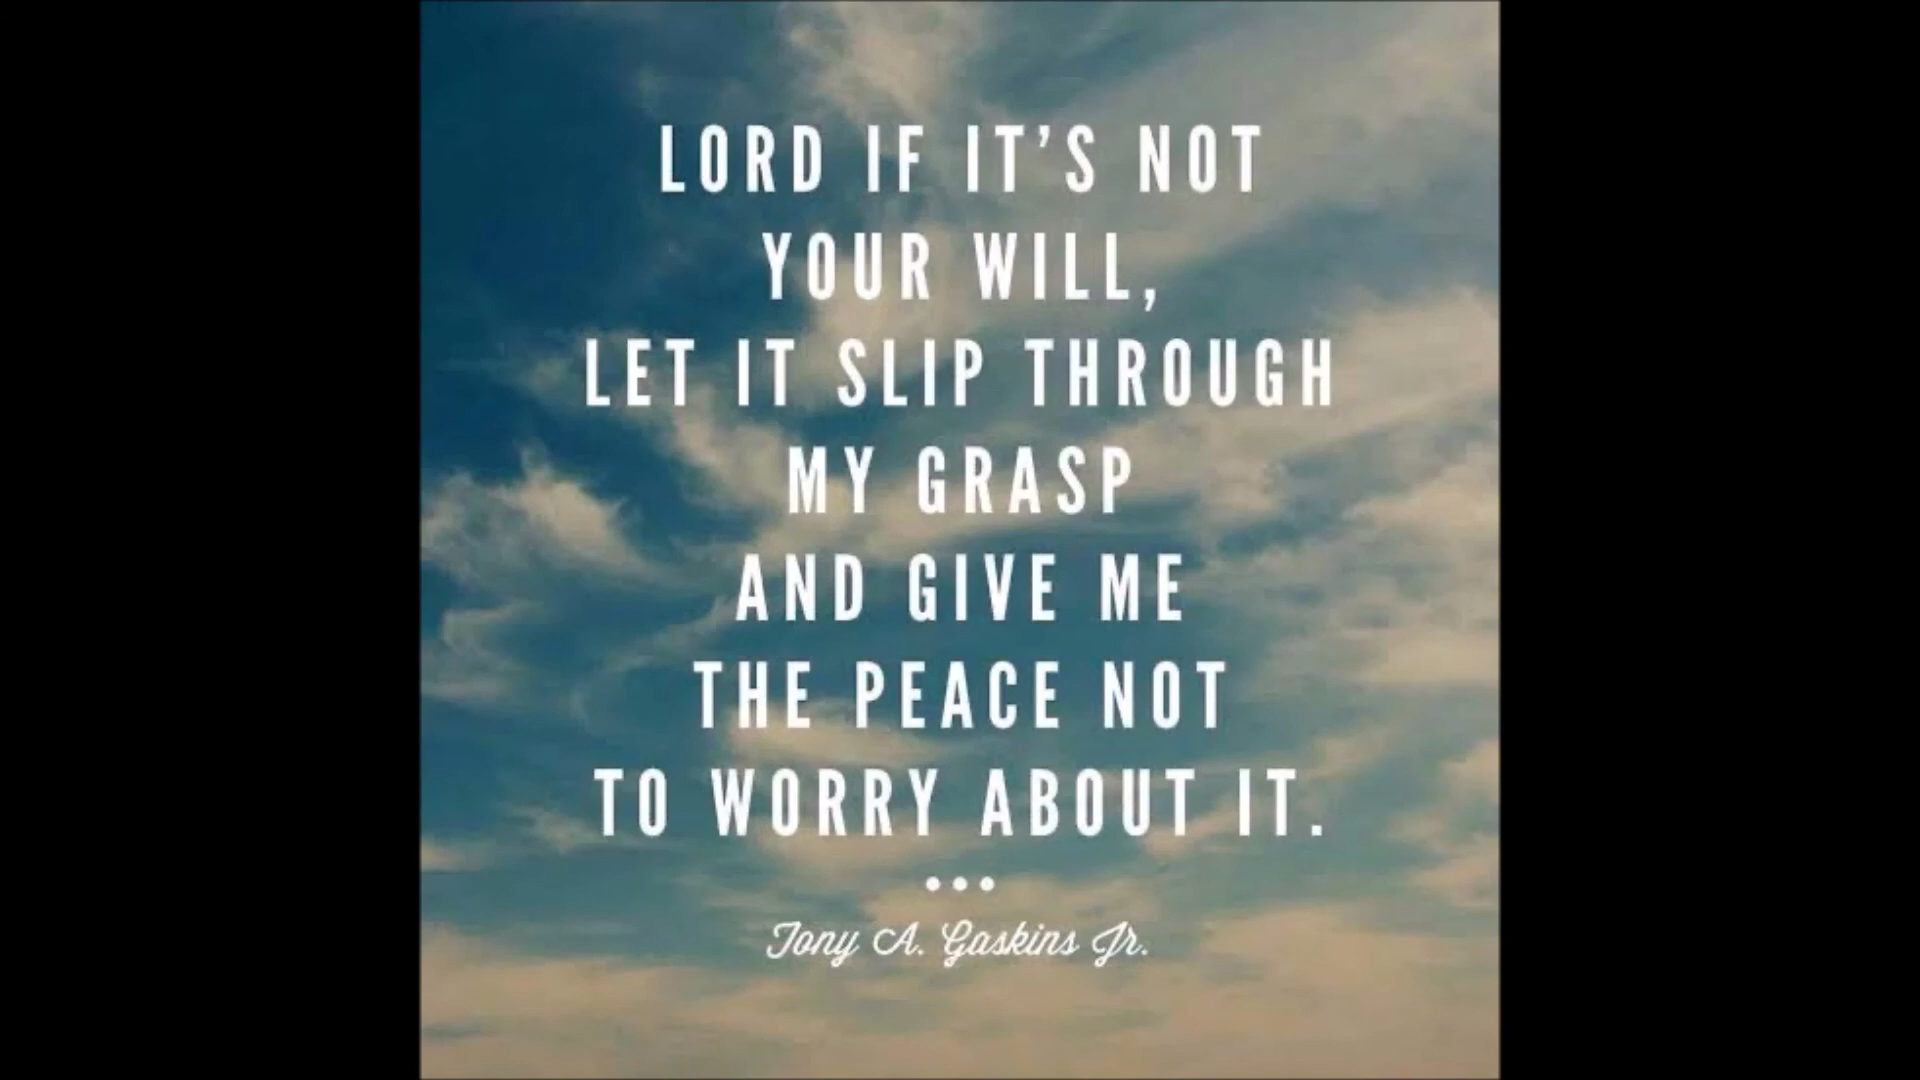 LORD IF IT'S NOT
YOUR WILL,
LET IT SLIP THROUGH
MY GRASP
AND GIVE ME
THE PEACE NOT
TO WORRY ABOUT IT.
•••
Tony A. Gaskins Jr.